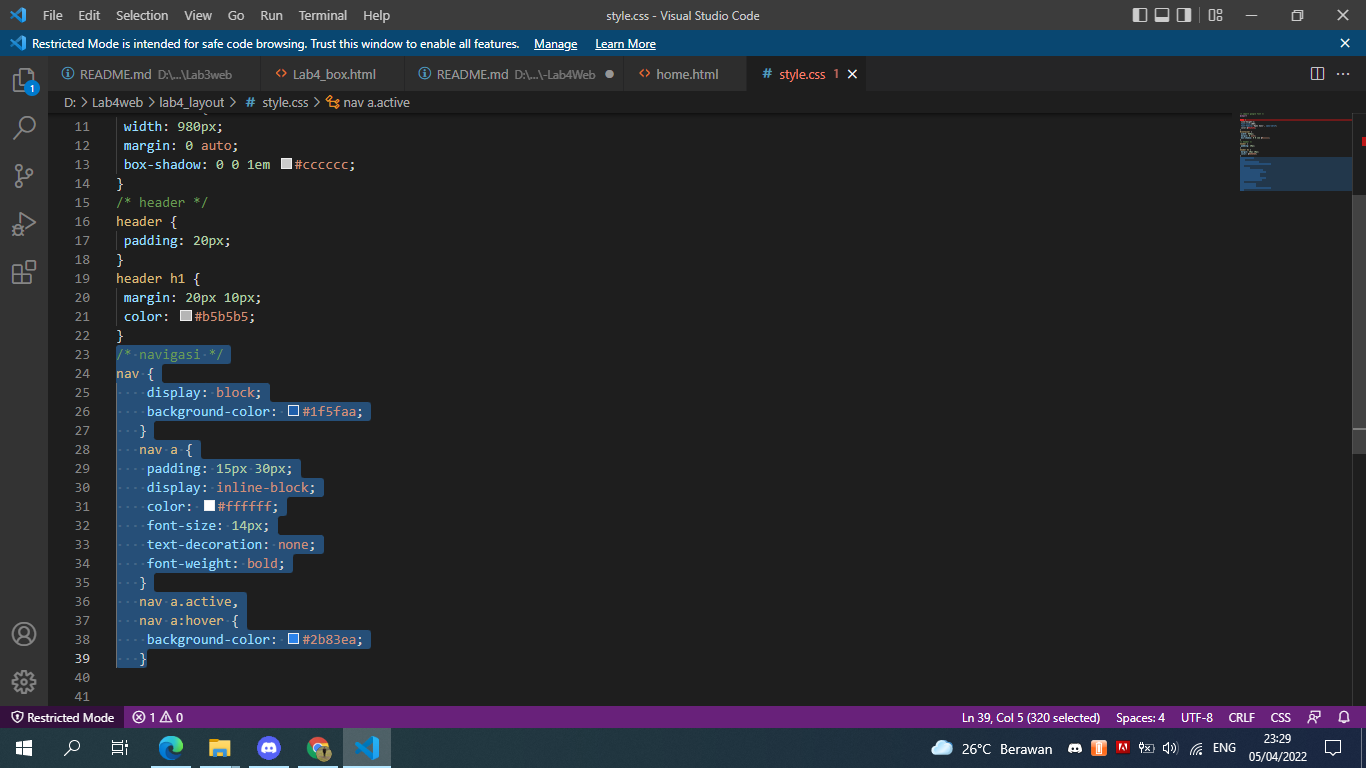 File Edit Selection View Go Run Terminal Help style.css - Visual Studio Code
Restricted Mode is intended for safe code browsing. Trust this window to enable all features. Manage Learn More
README.md D:\...\Lab3web Lab4_box.html README.md D:\...\-Lab4Web home.html # style.css 1
D: > Lab4web > lab4_layout > # style.css > nav a.active
11 width: 980px;
12 margin: 0 auto;
13 box-shadow: 0 0 1em #cccccc;
14 }
15 /* header */
16 header {
17 padding: 20px;
18 }
19 header h1 {
20 margin: 20px 10px;
21 color: #b5b5b5;
22 }
23 /* navigasi */
24 nav {
25 display: block;
26 background-color: #1f5faa;
27 }
28 nav a {
29 padding: 15px 30px;
30 display: inline-block;
31 color: #ffffff;
32 font-size: 14px;
33 text-decoration: none;
34 font-weight: bold;
35 }
36 nav a.active,
37 nav a:hover {
38 background-color: #2b83ea;
39 }
40
41
1
Restricted Mode 1 0 Ln 39, Col 5 (320 selected) Spaces: 4 UTF-8 CRLF CSS
26°C Berawan ENG 23:29
05/04/2022